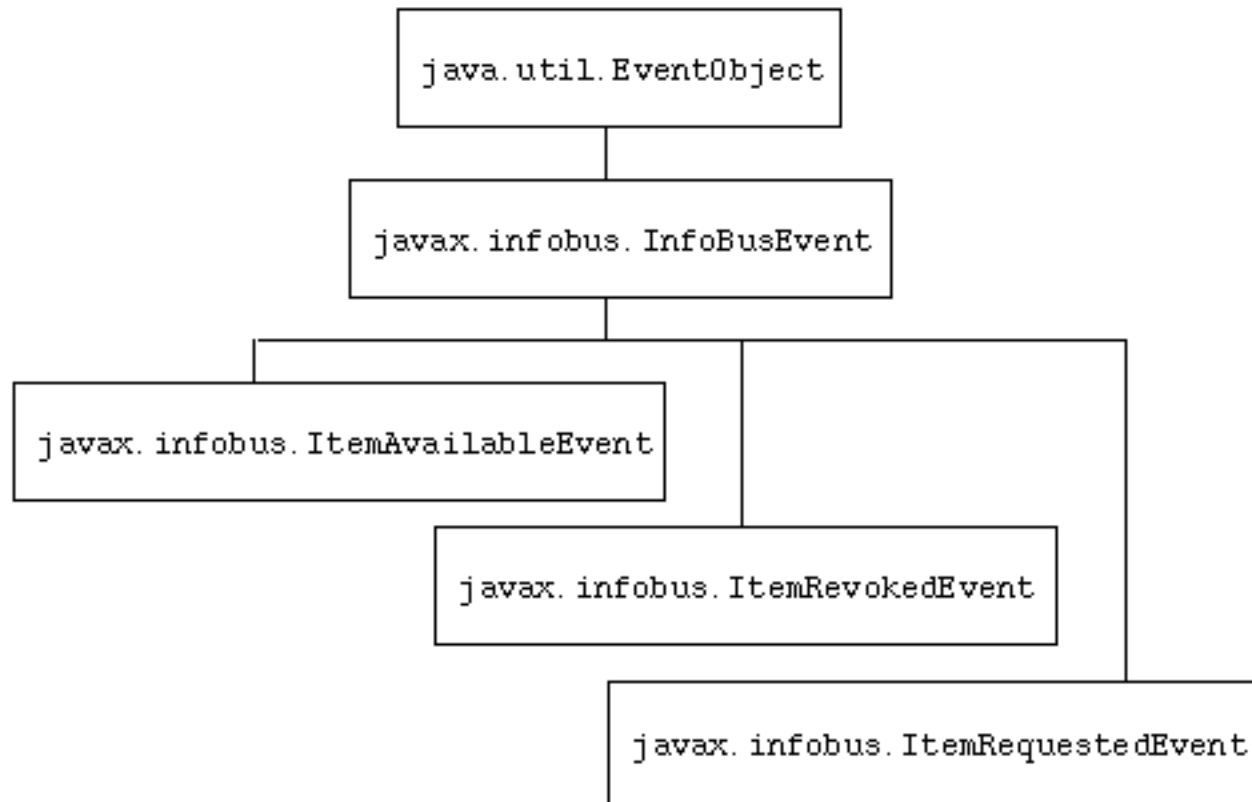 java.util.EventObject
javax.infobus.InfoBusEvent
javax.infobus.ItemAvailableEvent
javax.infobus.ItemRevokedEvent
javax.infobus.ItemRequestedEvent